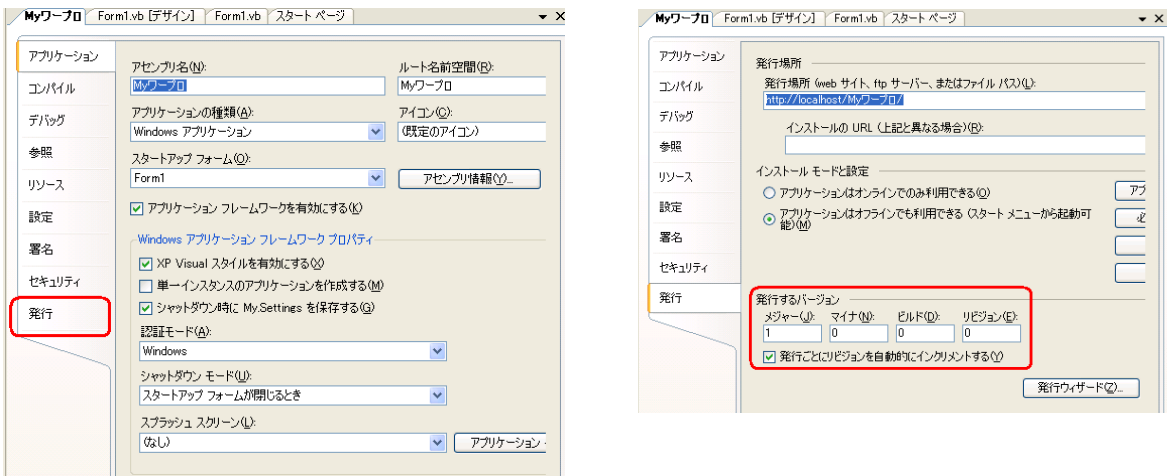 Myワープロ Form1.vb [デザイン] Form1.vb スタート ページ
アプリケーション
コンパイル
デバッグ
参照
リソース
設定
署名
セキュリティ
発行
アセンブリ名(N):
Myワープロ
ルート名前空間(R):
Myワープロ
アプリケーションの種類(A):
Windows アプリケーション
アイコン(C):
(既定のアイコン)
スタートアップ フォーム(O):
Form1
アセンブリ情報(Y)...
アプリケーション フレームワークを有効にする(K)
Windows アプリケーション フレームワーク プロパティ
XP Visual スタイルを有効にする(X)
単一インスタンスのアプリケーションを作成する(M)
シャットダウン時に My.Settings を保存する(G)
認証モード(A):
Windows
シャットダウン モード(U):
スタートアップ フォームが閉じるとき
スプラッシュ スクリーン(L):
(なし)
アプリケーション
Myワープロ Form1.vb [デザイン] Form1.vb スタート ページ
アプリケーション
コンパイル
デバッグ
参照
リソース
設定
署名
セキュリティ
発行
発行場所
発行場所 (web サイト、ftp サーバー、またはファイル パス)(L):
http://localhost/Myワープロ/
インストールの URL (上記と異なる場合)(R):
インストール モードと設定
アプリケーションはオンラインでのみ利用できる(O)
アプリケーションはオフラインでも利用できる (スタート メニューから起動可
能)(M)
アプ
発行するバージョン
メジャー(J): マイナ(N): ビルド(D): リビジョン(E):
1 0 0 0
発行ごとにリビジョンを自動的にインクリメントする(Y)
発行ウィザード(Z)...